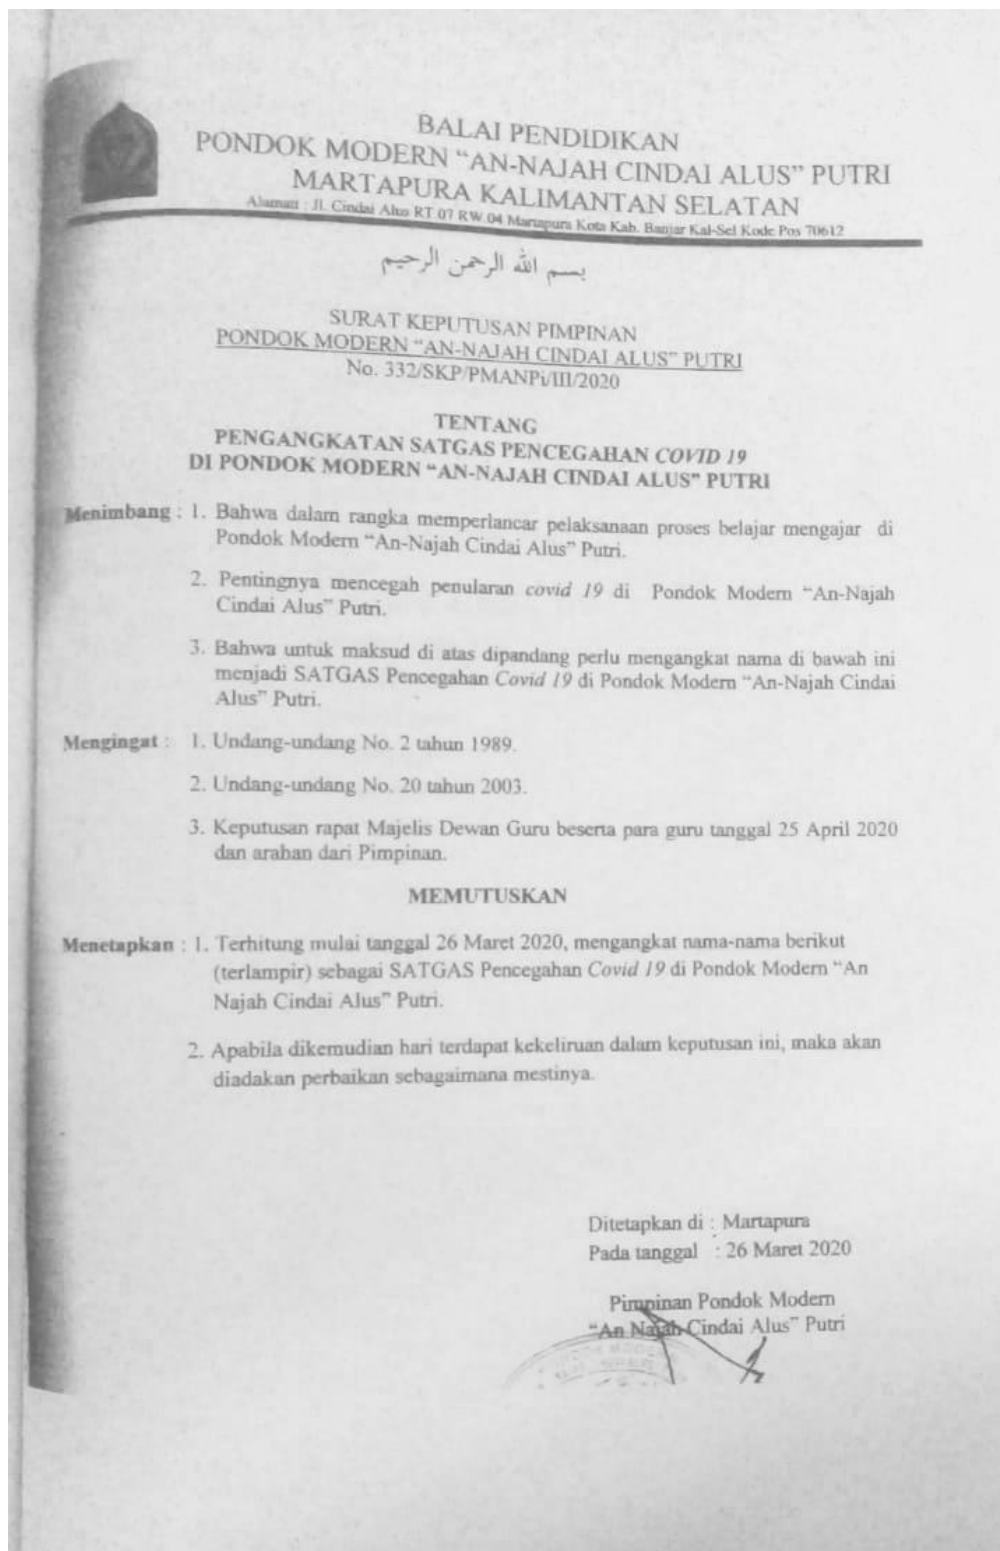 BALAI PENDIDIKAN
PONDOK MODERN “AN-NAJAH CINDAI ALUS” PUTRI
MARTAPURA KALIMANTAN SELATAN
Alamat : Jl. Cindai Alus RT 07 RW 04 Martapura Kota Kab. Banjar Kal-Sel Kode Pos 70612
بسم الله الرحمن الرحيم
SURAT KEPUTUSAN PIMPINAN
PONDOK MODERN “AN-NAJAH CINDAI ALUS” PUTRI
No. 332/SKP/PMANPi/III/2020
TENTANG
PENGANGKATAN SATGAS PENCEGAHAN COVID 19
DI PONDOK MODERN “AN-NAJAH CINDAI ALUS” PUTRI
Menimbang : 1. Bahwa dalam rangka memperlancar pelaksanaan proses belajar mengajar di
Pondok Modern “An-Najah Cindai Alus” Putri.
2. Pentingnya mencegah penularan covid 19 di Pondok Modern “An-Najah
Cindai Alus” Putri.
3. Bahwa untuk maksud di atas dipandang perlu mengangkat nama di bawah ini
menjadi SATGAS Pencegahan Covid 19 di Pondok Modern “An-Najah Cindai
Alus” Putri.
Mengingat : 1. Undang-undang No. 2 tahun 1989.
2. Undang-undang No. 20 tahun 2003.
3. Keputusan rapat Majelis Dewan Guru beserta para guru tanggal 25 April 2020
dan arahan dari Pimpinan.
MEMUTUSKAN
Menetapkan : 1. Terhitung mulai tanggal 26 Maret 2020, mengangkat nama-nama berikut
(terlampir) sebagai SATGAS Pencegahan Covid 19 di Pondok Modern “An
Najah Cindai Alus” Putri.
2. Apabila dikemudian hari terdapat kekeliruan dalam keputusan ini, maka akan
diadakan perbaikan sebagaimana mestinya.
Ditetapkan di : Martapura
Pada tanggal : 26 Maret 2020
Pimpinan Pondok Modern
“An Najah Cindai Alus” Putri